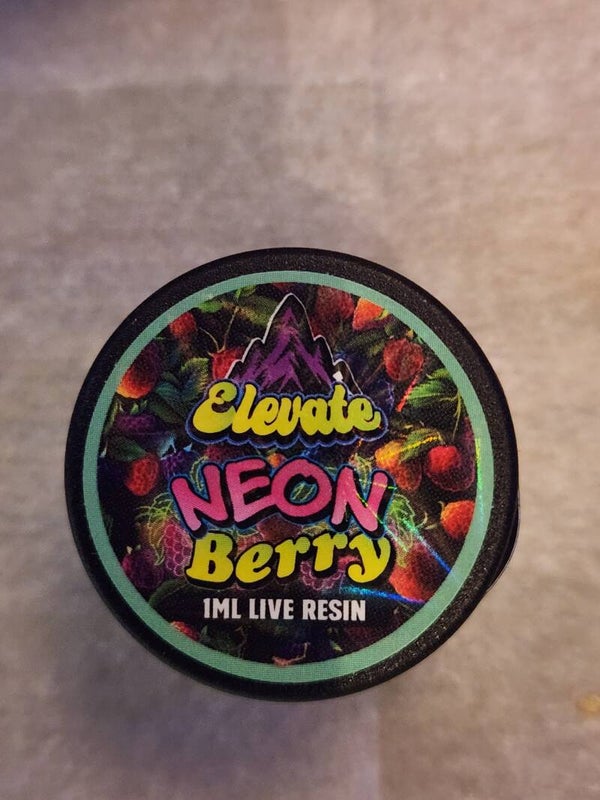 Elevate
NEON
Berry
1ML LIVE RESIN